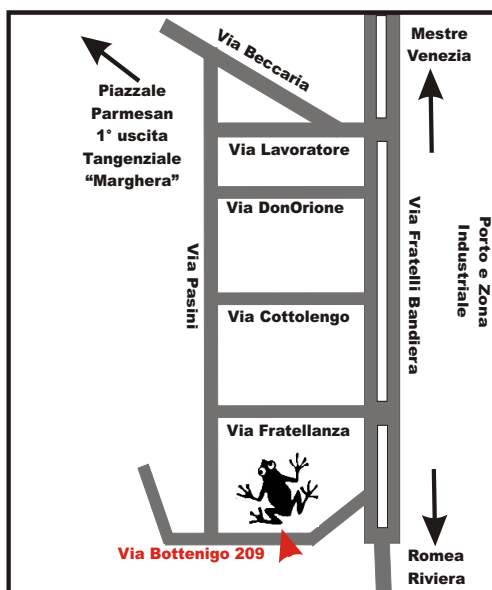 Mestre
Venezia
Via Beccaria
Piazzale
Parmesan
1° uscita
Tangenziale
“Marghera”
Via Lavoratore
Via DonOrione
Via Pasini
Via Fratelli Bandiera
Porto e Zona
Industriale
Via Cottolengo
Via Fratellanza
Via Bottenigo 209
Romea
Riviera